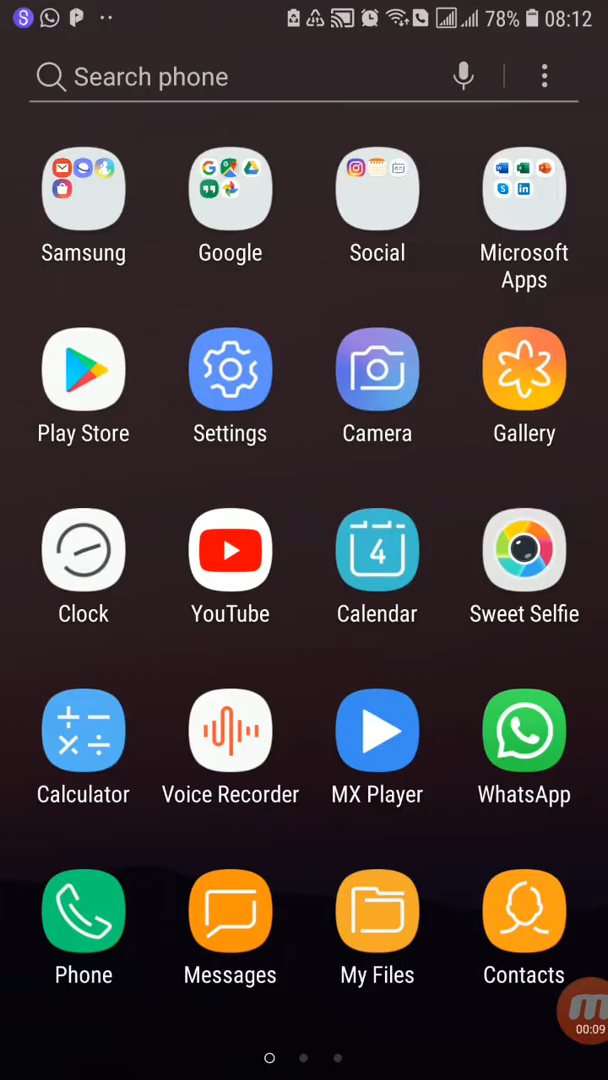 78% 08:12
Search phone
Samsung Google Social Microsoft Apps
Play Store Settings Camera Gallery
4
Clock YouTube Calendar Sweet Selfie
Calculator Voice Recorder MX Player WhatsApp
Phone Messages My Files Contacts
00:09